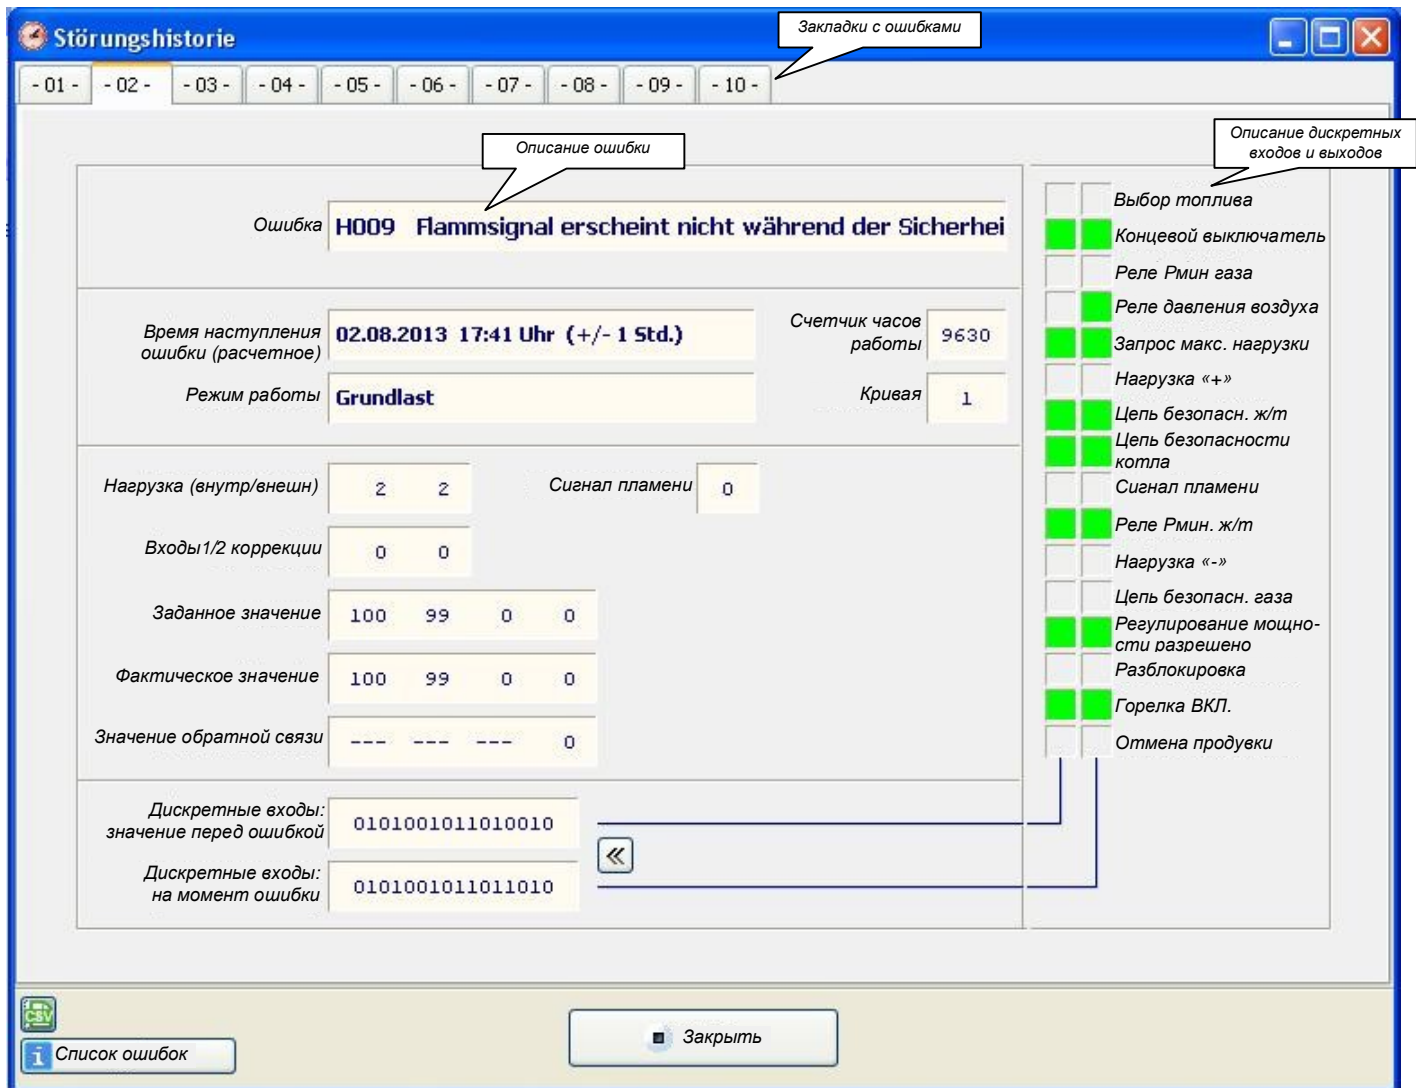 Störungshistorie
Закладки с ошибками
- 01 -
- 02 -
- 03 -
- 04 -
- 05 -
- 06 -
- 07 -
- 08 -
- 09 -
- 10 -
Описание ошибки
Описание дискретных
входов и выходов
Ошибка
H009 Flammsignal erscheint nicht während der Sicherhei
Время наступления
ошибки (расчетное)
02.08.2013 17:41 Uhr (+/- 1 Std.)
Счетчик часов
работы
9630
Режим работы
Grundlast
Кривая
1
Нагрузка (внутр/внешн)
2 2
Сигнал пламени
0
Входы1/2 коррекции
0 0
Заданное значение
100 99 0 0
Фактическое значение
100 99 0 0
Значение обратной связи
--- --- --- 0
Дискретные входы:
значение перед ошибкой
0101001011010010
Дискретные входы:
на момент ошибки
0101001011011010
Выбор топлива
Концевой выключатель
Реле Рмин газа
Реле давления воздуха
Запрос макс. нагрузки
Нагрузка «+»
Цепь безопасн. ж/т
Цепь безопасности
котла
Сигнал пламени
Реле Рмин. ж/т
Нагрузка «-»
Цепь безопасн. газа
Регулирование мощно-
сти разрешено
Разблокировка
Горелка ВКЛ.
Отмена продувки
CSV
Список ошибок
Закрыть